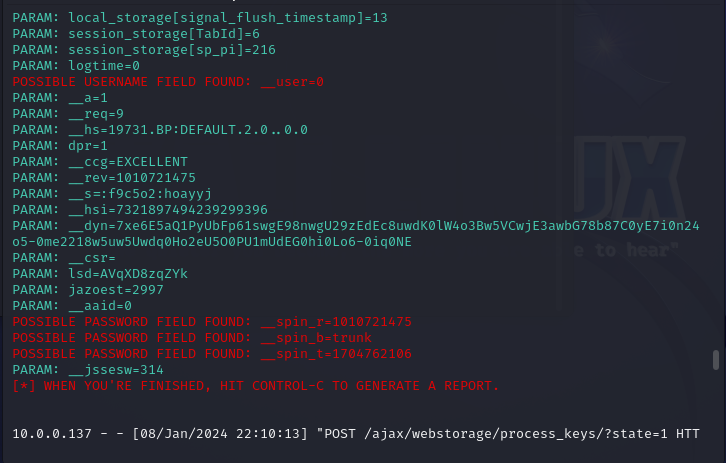 PARAM: local_storage[signal_flush_timestamp]=13
PARAM: session_storage[TabId]=6
PARAM: session_storage[sp_pi]=216
PARAM: logtime=0
POSSIBLE USERNAME FIELD FOUND: __user=0
PARAM: __a=1
PARAM: __req=9
PARAM: __hs=19731.BP:DEFAULT.2.0..0.0
PARAM: dpr=1
PARAM: __ccg=EXCELLENT
PARAM: __rev=1010721475
PARAM: __s=:f9c5o2:hoayyj
PARAM: __hsi=7321897494239299396
PARAM: __dyn=7xe6E5aQ1PyUbFp61swgE98nwgU29zEdEc8uwdK0lW4o3Bw5VCwjE3awbG78b87C0yE7i0n24
o5-0me2218w5uw5Uwdq0Ho2eU5O0PU1mUdEG0hi0Lo6-0iq0NE
PARAM: __csr=
PARAM: lsd=AVqXD8zqZYk
PARAM: jazoest=2997
PARAM: __aaid=0
POSSIBLE PASSWORD FIELD FOUND: __spin_r=1010721475
POSSIBLE PASSWORD FIELD FOUND: __spin_b=trunk
POSSIBLE PASSWORD FIELD FOUND: __spin_t=1704762106
PARAM: __jssesw=314
[*] WHEN YOU'RE FINISHED, HIT CONTROL-C TO GENERATE A REPORT.
10.0.0.137 - - [08/Jan/2024 22:10:13] "POST /ajax/webstorage/process_keys/?state=1 HTT
UX
e to hear"